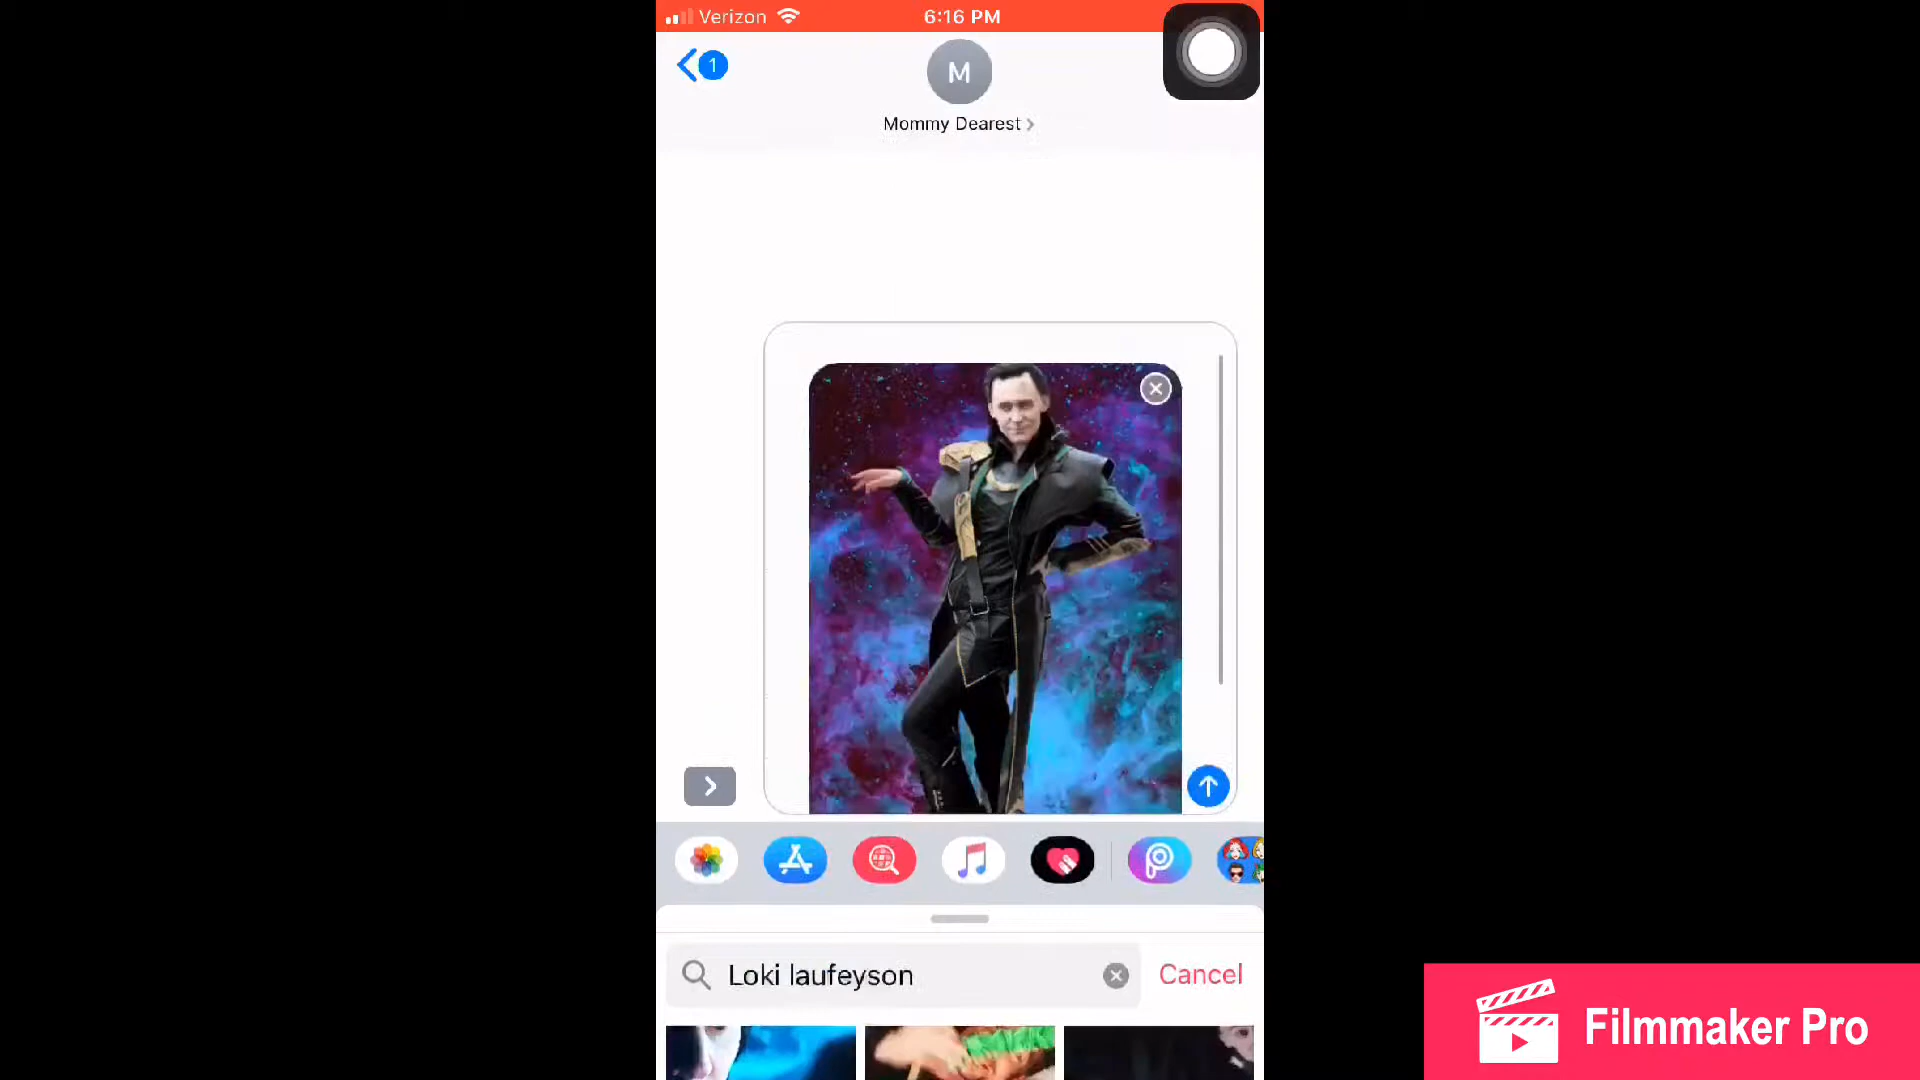 Verizon
6:16 PM
1
M
Mommy Dearest
Loki laufeyson
Cancel
Filmmaker Pro